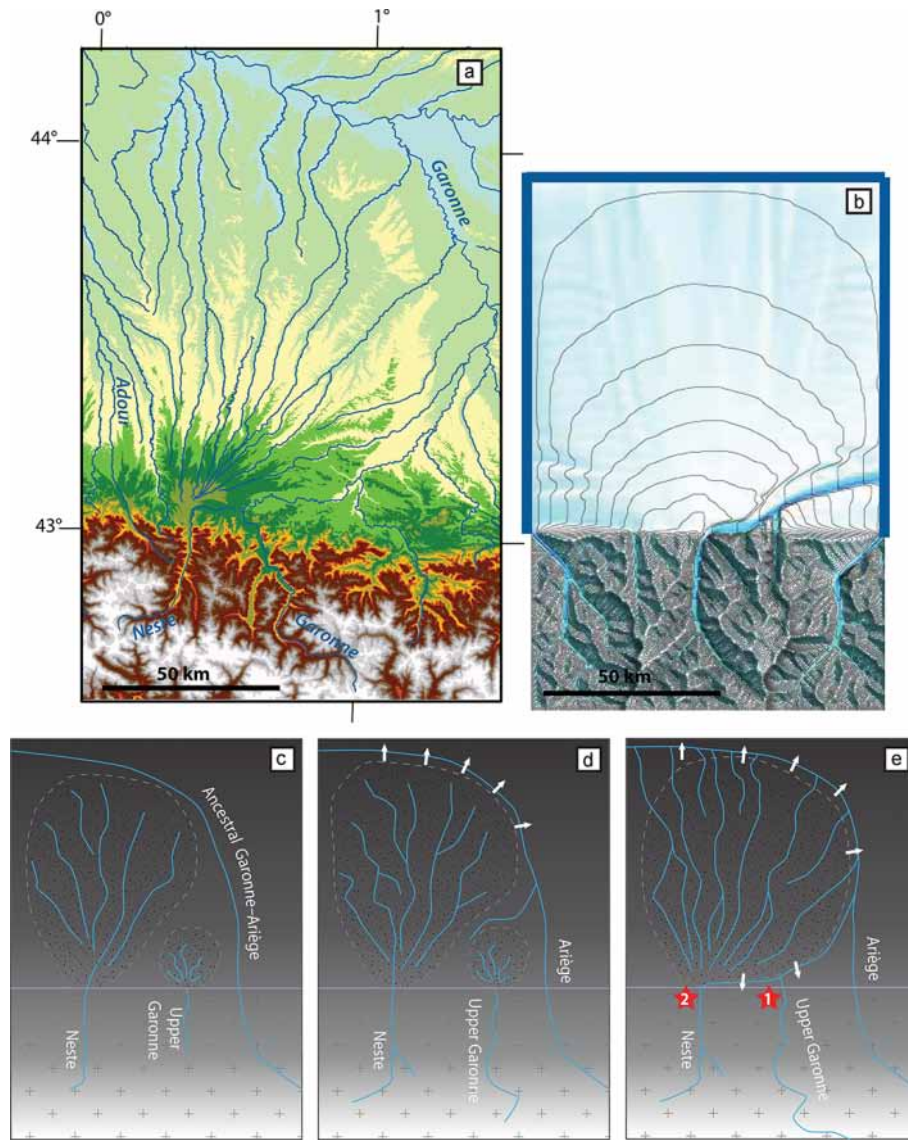 0°
1°
a
44°
Garonne
b
Adour
43°
Neste
Garonne
50 km
50 km
c
d
e
Ancestral Garonne–Ariège
Neste
Upper
Garonne
Ariège
Neste
Upper Garonne
Ariège
2
1
Neste
Upper Garonne